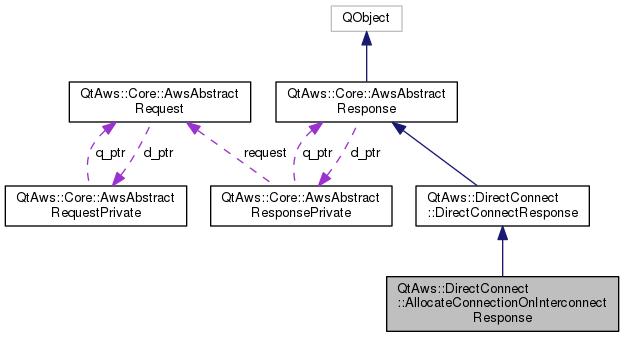 QObject
QtAws::Core::AwsAbstract
Request
QtAws::Core::AwsAbstract
Response
q_ptr
d_ptr
request
q_ptr
d_ptr
QtAws::Core::AwsAbstract
RequestPrivate
QtAws::Core::AwsAbstract
ResponsePrivate
QtAws::DirectConnect
::DirectConnectResponse
QtAws::DirectConnect
::AllocateConnectionOnInterconnect
Response